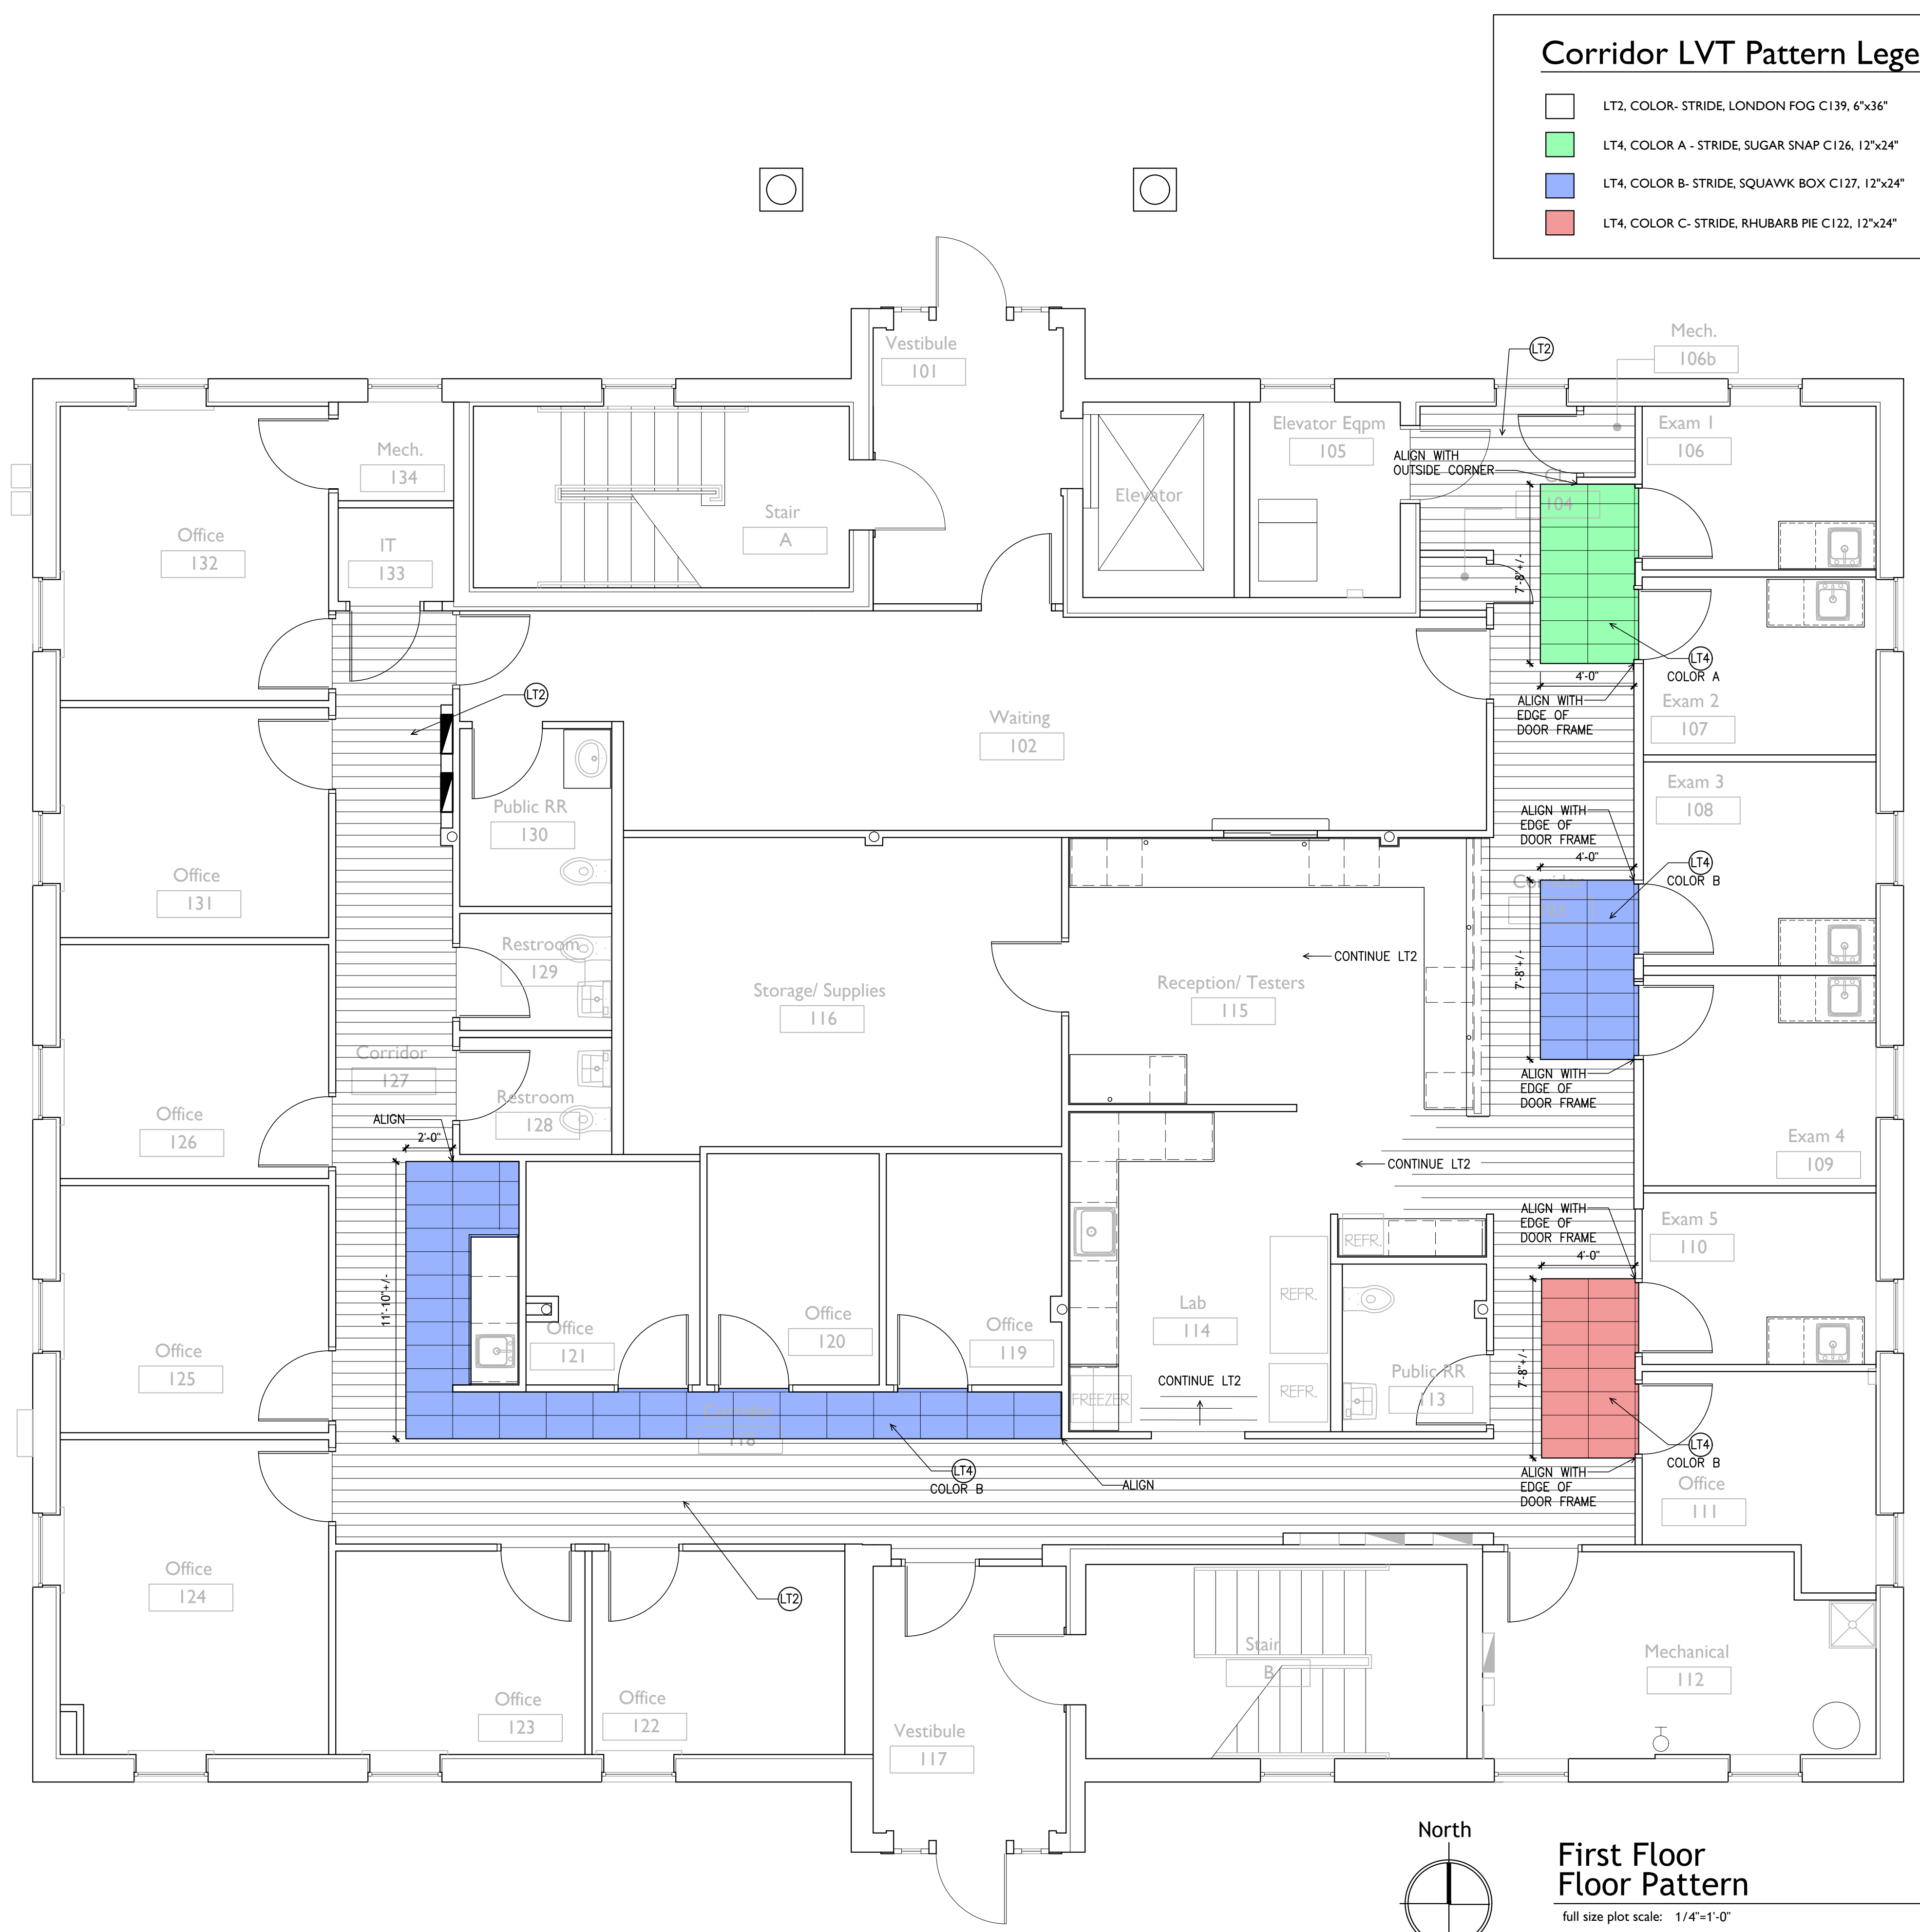 Corridor LVT Pattern Lege
LT2, COLOR- STRIDE, LONDON FOG C139, 6"x36"
LT4, COLOR A - STRIDE, SUGAR SNAP C126, 12"x24"
LT4, COLOR B- STRIDE, SQUAWK BOX C127, 12"x24"
LT4, COLOR C- STRIDE, RHUBARB PIE C122, 12"x24"
Vestibule
101
LT2
Mech.
106b
Mech.
134
Elevator Eqpm
105
Exam 1
106
ALIGN WITH
OUTSIDE CORNER
CL
104
Elevator
Stair
A
Office
132
IT
133
7'-8"+/-
LT4
COLOR A
4'-0"
ALIGN WITH
EDGE OF
DOOR FRAME
Exam 2
107
LT2
Waiting
102
Public RR
130
Exam 3
108
ALIGN WITH
EDGE OF
DOOR FRAME
4'-0"
LT4
COLOR B
Corridor
103
7'-8"+/-
Office
131
Restroom
129
Storage/ Supplies
116
CONTINUE LT2
Reception/ Testers
115
Corridor
127
Restroom
128
ALIGN WITH
EDGE OF
DOOR FRAME
Office
126
ALIGN
2'-0"
CONTINUE LT2
Exam 4
109
ALIGN WITH
EDGE OF
DOOR FRAME
4'-0"
Exam 5
110
REFR.
REFR.
REFR.
11'-10"+/-
Office
121
Office
120
Office
119
Lab
114
FREEZER
CONTINUE LT2
Public RR
113
7'-8"+/-
Office
125
Corridor
118
LT4
COLOR B
ALIGN
LT4
COLOR B
ALIGN WITH
EDGE OF
DOOR FRAME
Office
111
Office
124
LT2
Office
123
Office
122
Vestibule
117
Stair
B
Mechanical
112
North
First Floor
Floor Pattern
full size plot scale: 1/4"=1'-0"